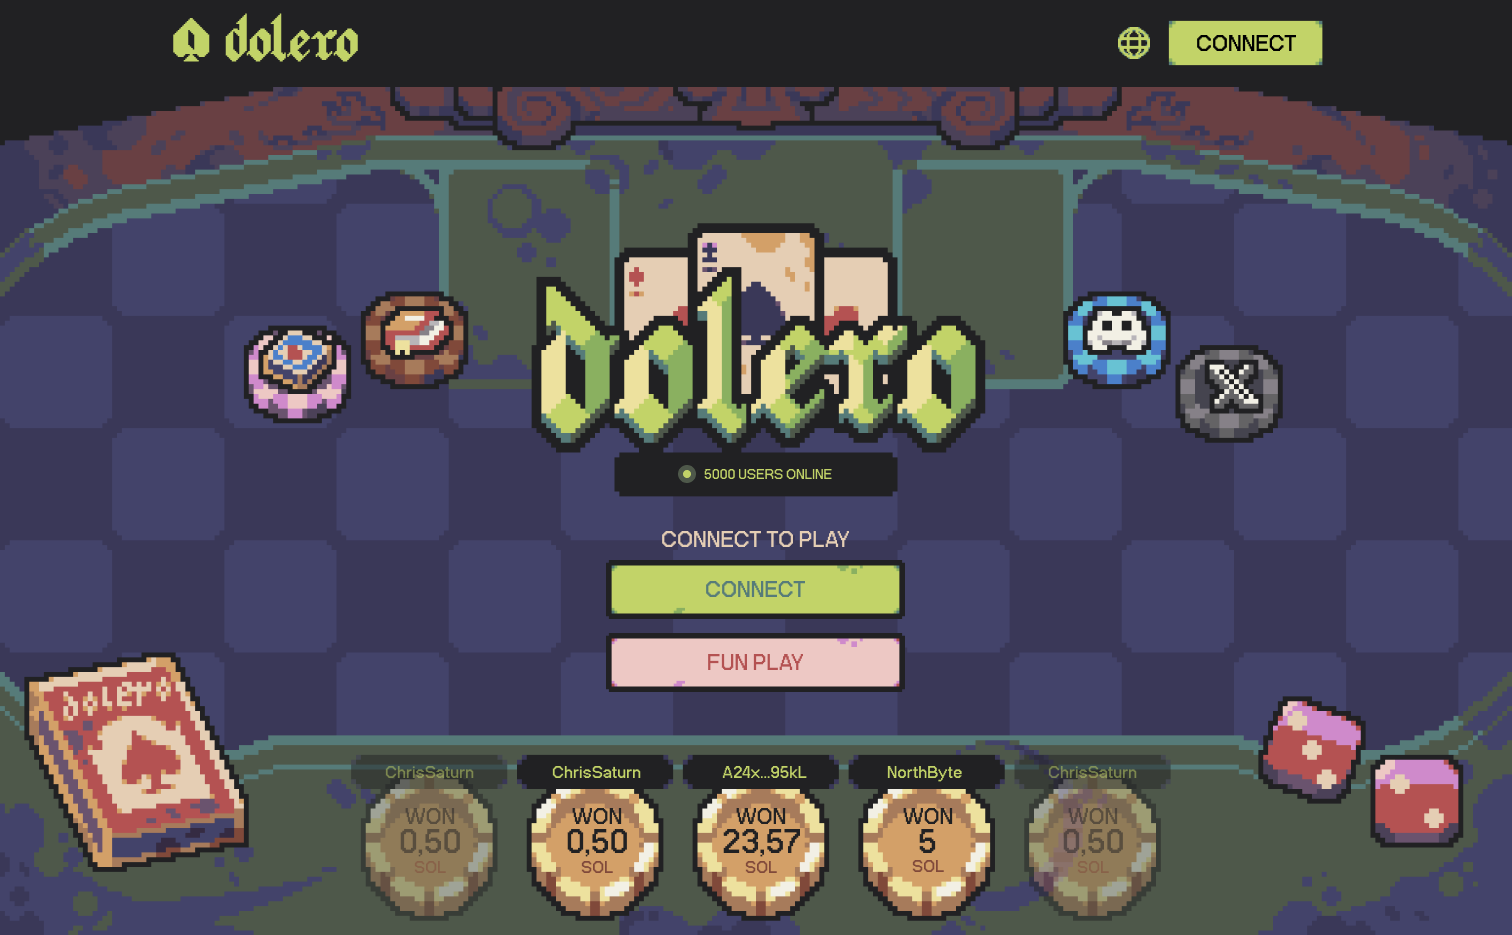 dolero
CONNECT
dolero
5000 USERS ONLINE
CONNECT TO PLAY
CONNECT
FUN PLAY
dolero
ChrisSaturn
WON
0,50
SOL
ChrisSaturn
WON
0,50
SOL
A24x...95kL
WON
23,57
SOL
NorthByte
WON
5
SOL
ChrisSaturn
WON
0,50
SOL